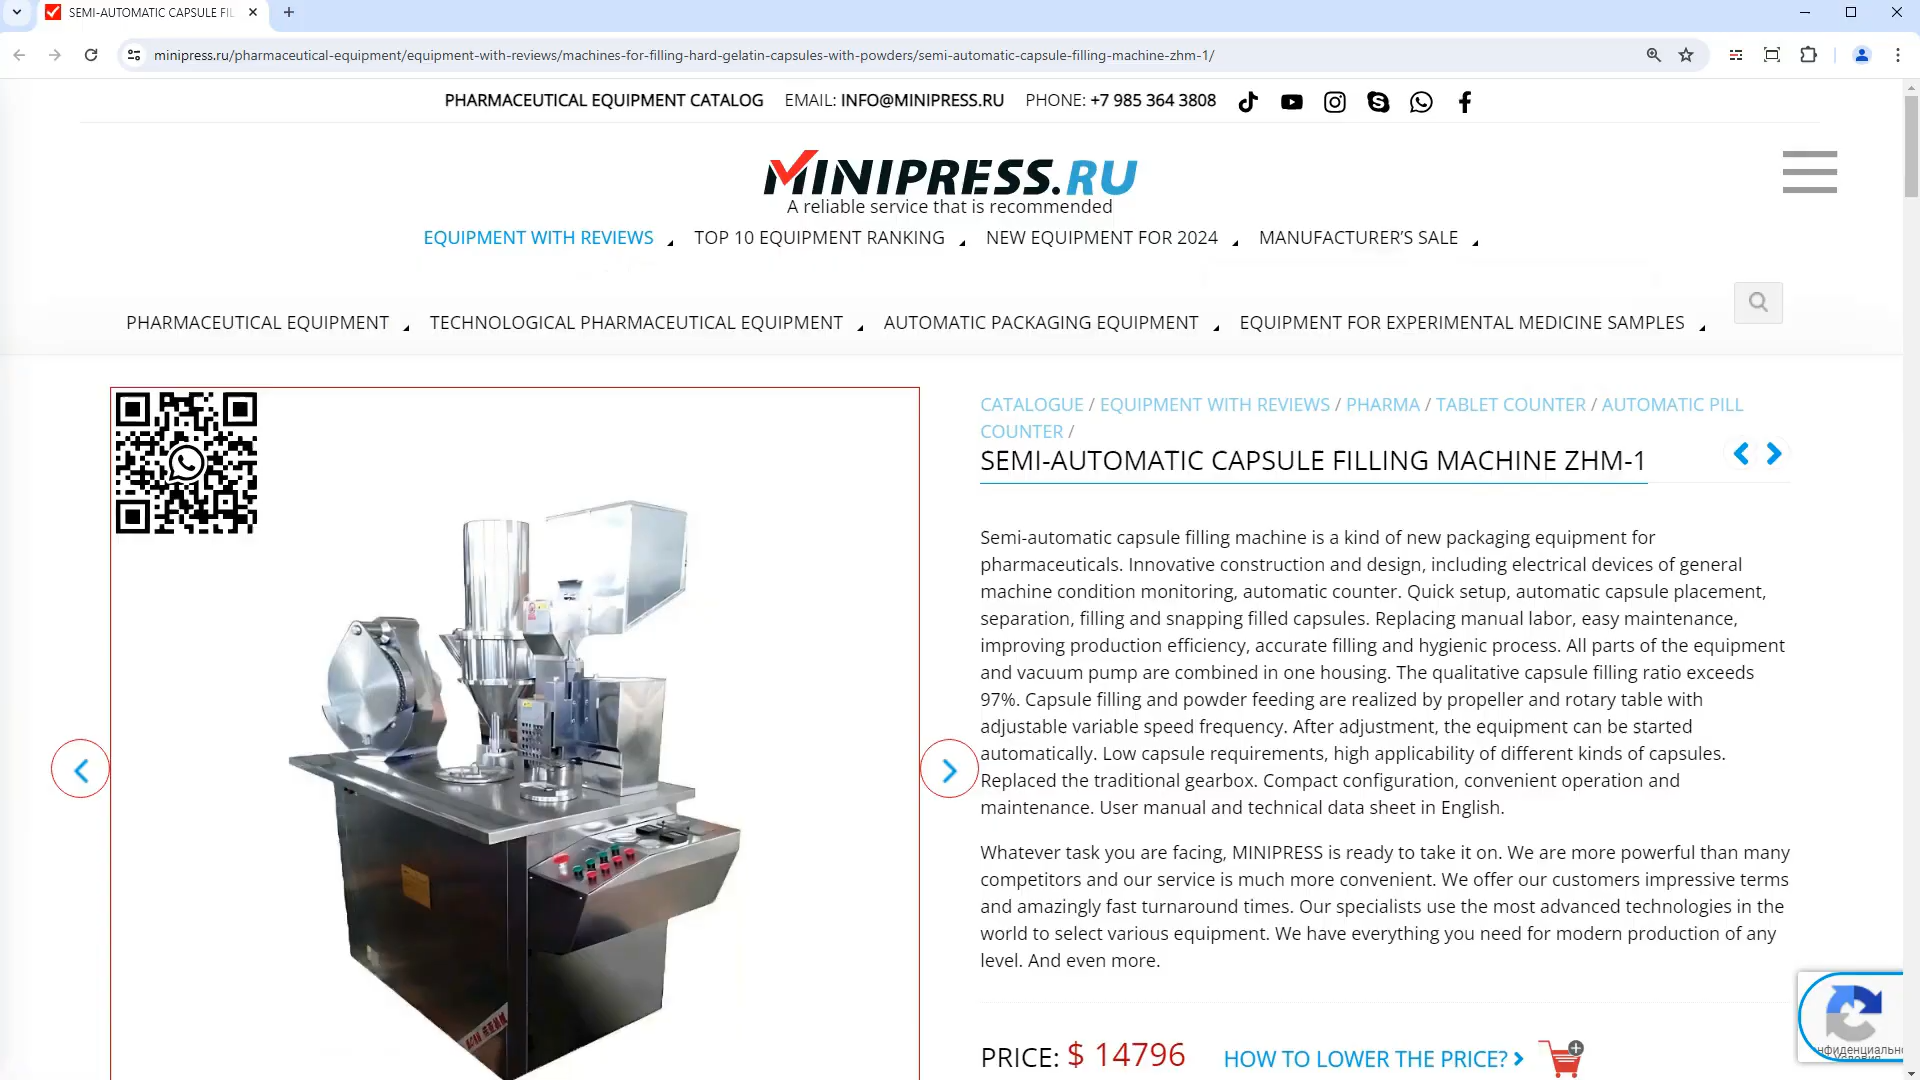 SEMI-AUTOMATIC CAPSULE FIL
minipress.ru/pharmaceutical-equipment/equipment-with-reviews/machines-for-filling-hard-gelatin-capsules-with-powders/semi-automatic-capsule-filling-machine-zhm-1/
PHARMACEUTICAL EQUIPMENT CATALOG EMAIL: INFO@MINIPRESS.RU PHONE: +7 985 364 3808
MINIPRESS.RU
A reliable service that is recommended
EQUIPMENT WITH REVIEWS TOP 10 EQUIPMENT RANKING NEW EQUIPMENT FOR 2024 MANUFACTURER’S SALE
PHARMACEUTICAL EQUIPMENT TECHNOLOGICAL PHARMACEUTICAL EQUIPMENT AUTOMATIC PACKAGING EQUIPMENT EQUIPMENT FOR EXPERIMENTAL MEDICINE SAMPLES
CATALOGUE / EQUIPMENT WITH REVIEWS / PHARMA / TABLET COUNTER / AUTOMATIC PILL
COUNTER /
SEMI-AUTOMATIC CAPSULE FILLING MACHINE ZHM-1
Semi-automatic capsule filling machine is a kind of new packaging equipment for
pharmaceuticals. Innovative construction and design, including electrical devices of general
machine condition monitoring, automatic counter. Quick setup, automatic capsule placement,
separation, filling and snapping filled capsules. Replacing manual labor, easy maintenance,
improving production efficiency, accurate filling and hygienic process. All parts of the equipment
and vacuum pump are combined in one housing. The qualitative capsule filling ratio exceeds
97%. Capsule filling and powder feeding are realized by propeller and rotary table with
adjustable variable speed frequency. After adjustment, the equipment can be started
automatically. Low capsule requirements, high applicability of different kinds of capsules.
Replaced the traditional gearbox. Compact configuration, convenient operation and
maintenance. User manual and technical data sheet in English.
Whatever task you are facing, MINIPRESS is ready to take it on. We are more powerful than many
competitors and our service is much more convenient. We offer our customers impressive terms
and amazingly fast turnaround times. Our specialists use the most advanced technologies in the
world to select various equipment. We have everything you need for modern production of any
level. And even more.
PRICE: $ 14796 HOW TO LOWER THE PRICE?